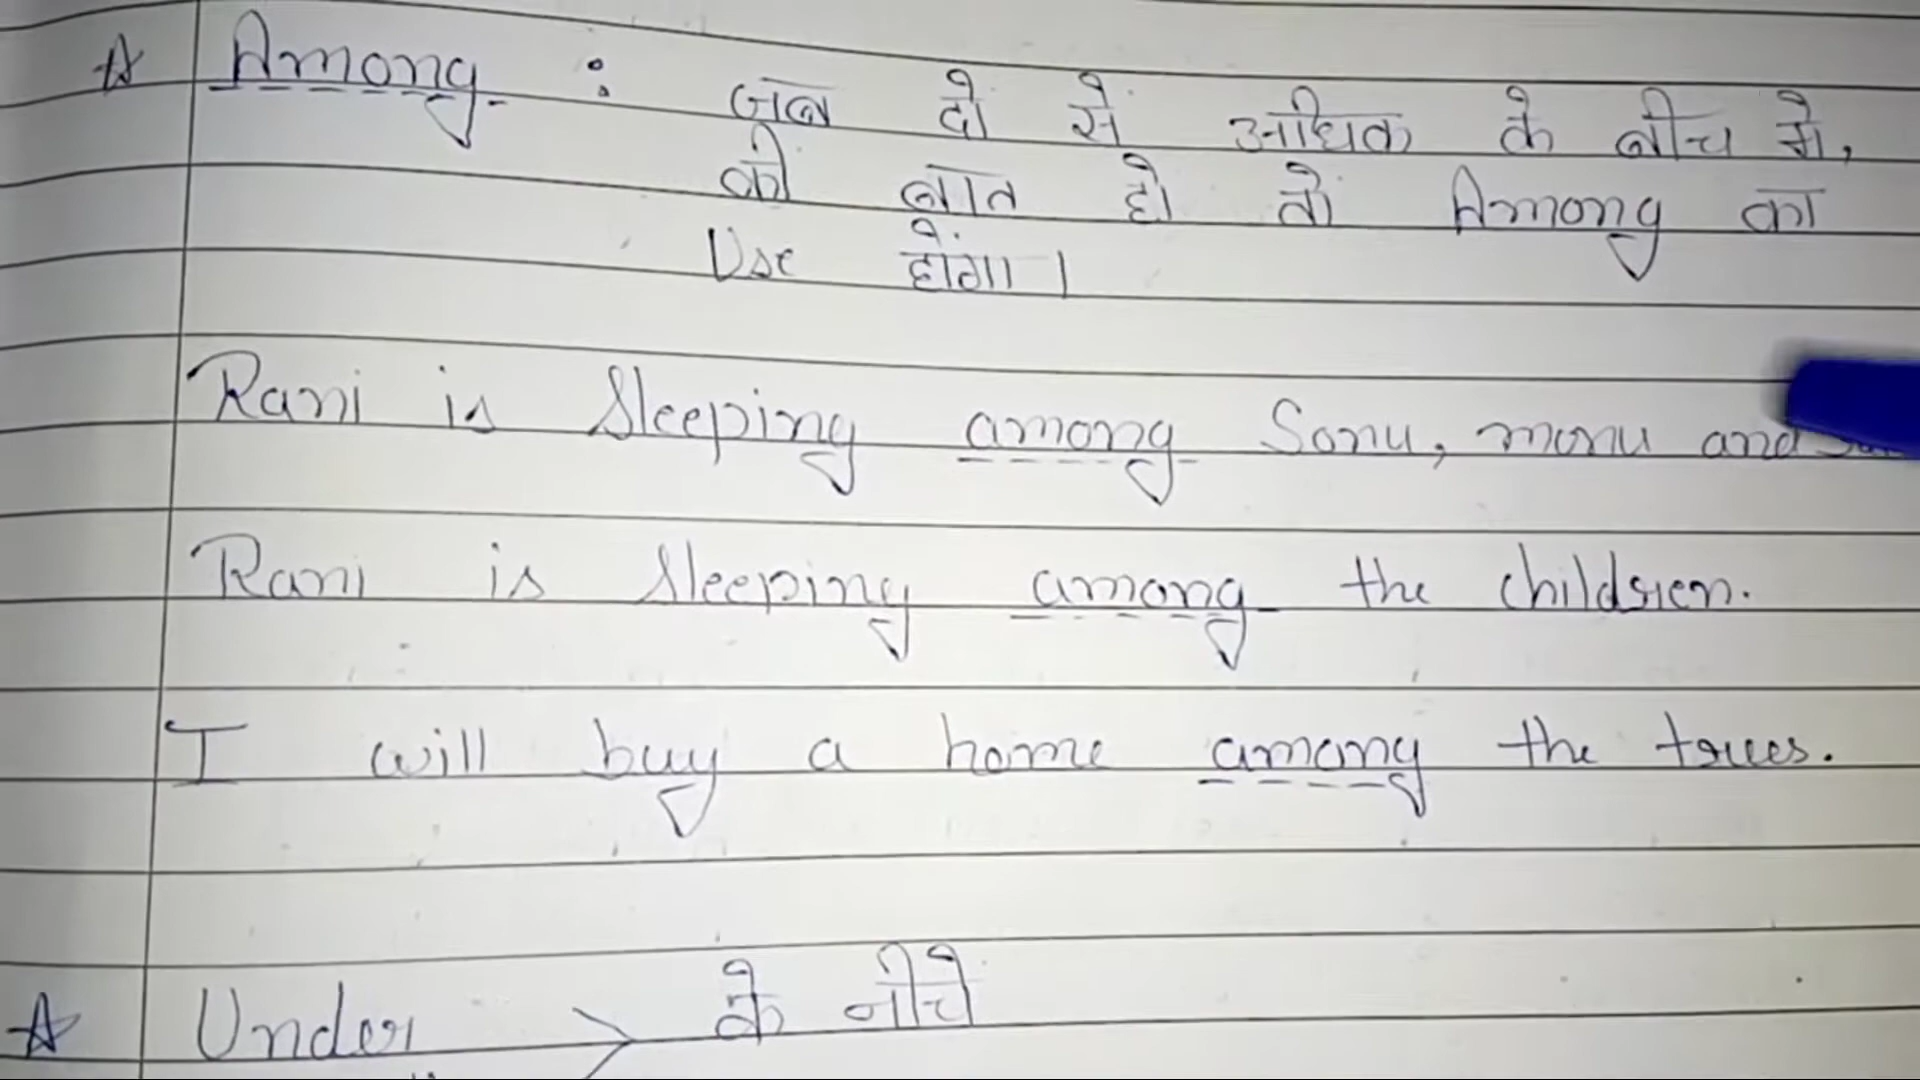 ☆ Among : जब दो से अधिक के बीच में,
की बात हो तो Among का
Use होगा।
Rani is Sleeping among Sonu, monu and
Rani is Sleeping among the children.
I will buy a home among the trees.
☆ Under > के नीचे